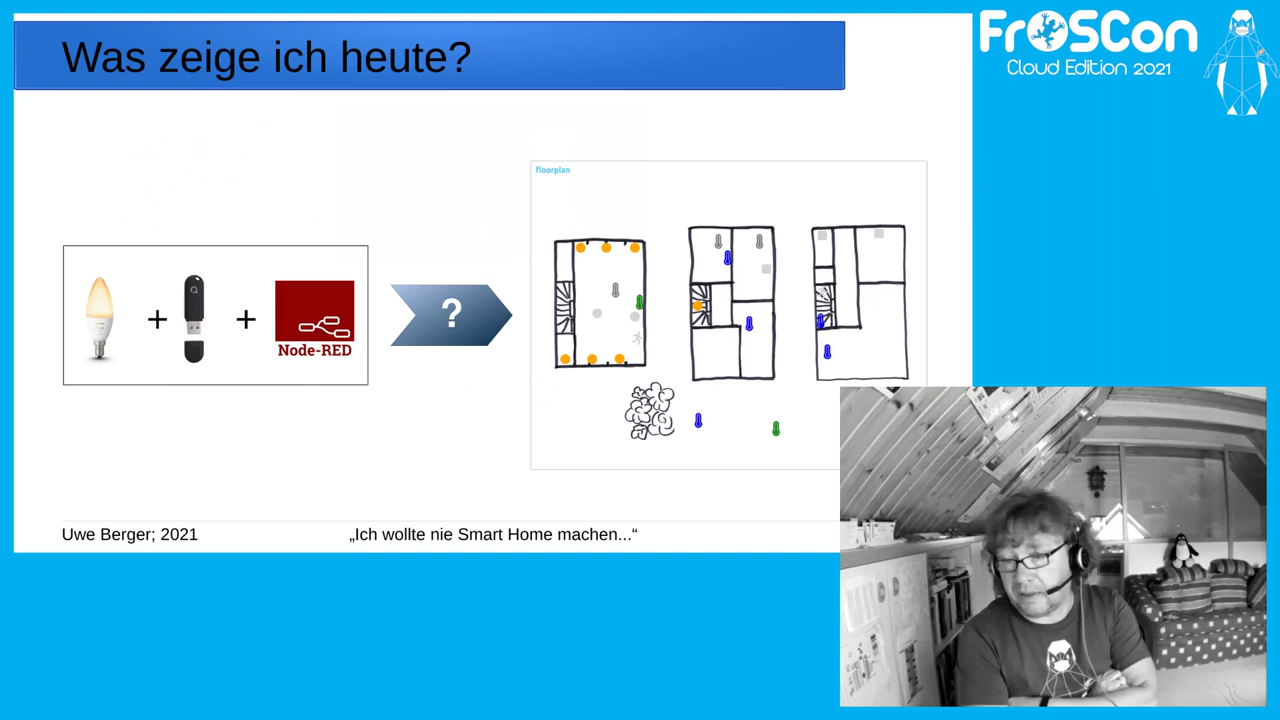 Was zeige ich heute?
FrOSCon
Cloud Edition 2021
floorplan
+
+
Node-RED
?
Uwe Berger; 2021
„Ich wollte nie Smart Home machen...“